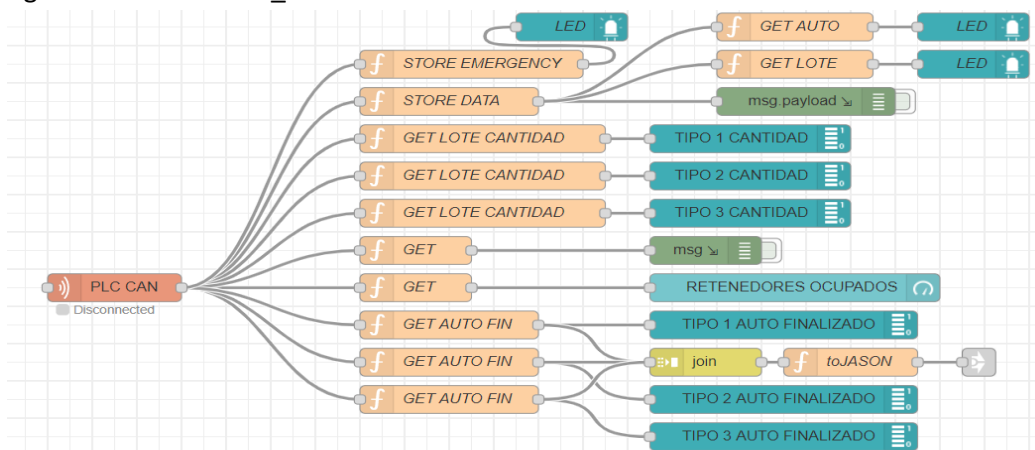 LED GET AUTO LED
STORE EMERGENCY GET LOTE LED
STORE DATA msg.payload
GET LOTE CANTIDAD TIPO 1 CANTIDAD
GET LOTE CANTIDAD TIPO 2 CANTIDAD
GET LOTE CANTIDAD TIPO 3 CANTIDAD
GET msg
PLC CAN GET RETENEDORES OCUPADOS
Disconnected
GET AUTO FIN TIPO 1 AUTO FINALIZADO
GET AUTO FIN join toJASON
GET AUTO FIN TIPO 2 AUTO FINALIZADO
TIPO 3 AUTO FINALIZADO